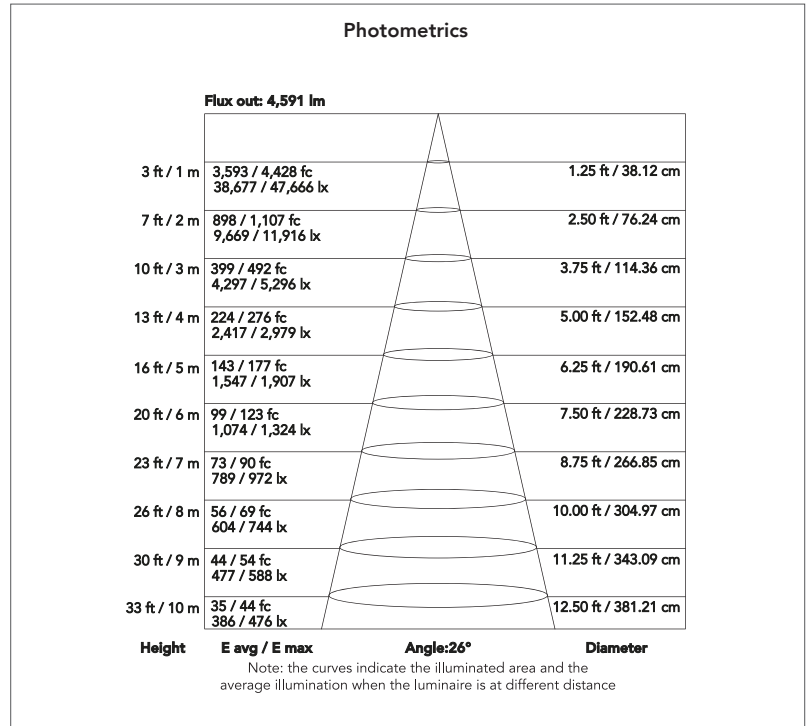 Photometrics
Flux out: 4,591 lm
3 ft / 1 m 3,593 / 4,428 fc 1.25 ft / 38.12 cm
38,677 / 47,666 lx
7 ft / 2 m 898 / 1,107 fc 2.50 ft / 76.24 cm
9,669 / 11,916 lx
10 ft / 3 m 399 / 492 fc 3.75 ft / 114.36 cm
4,297 / 5,296 lx
13 ft / 4 m 224 / 276 fc 5.00 ft / 152.48 cm
2,417 / 2,979 lx
16 ft / 5 m 143 / 177 fc 6.25 ft / 190.61 cm
1,547 / 1,907 lx
20 ft / 6 m 99 / 123 fc 7.50 ft / 228.73 cm
1,074 / 1,324 lx
23 ft / 7 m 73 / 90 fc 8.75 ft / 266.85 cm
789 / 972 lx
26 ft / 8 m 56 / 69 fc 10.00 ft / 304.97 cm
604 / 744 lx
30 ft / 9 m 44 / 54 fc 11.25 ft / 343.09 cm
477 / 588 lx
33 ft / 10 m 35 / 44 fc 12.50 ft / 381.21 cm
386 / 476 lx
Height E avg / E max Angle:26° Diameter
Note: the curves indicate the illuminated area and the
average illumination when the luminaire is at different distance